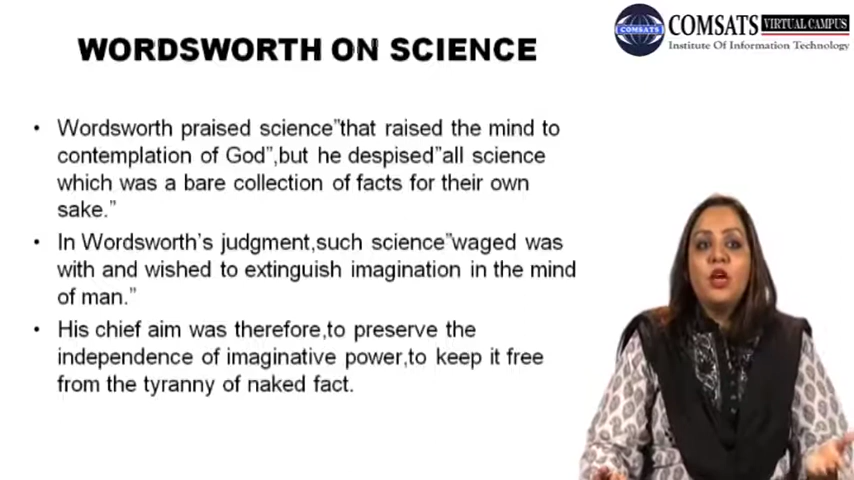 WORDSWORTH ON SCIENCE
COMSATS
COMSATS VIRTUAL CAMPUS
Institute Of Information Technology
• Wordsworth praised science”that raised the mind to
contemplation of God”,but he despised”all science
which was a bare collection of facts for their own
sake.”
• In Wordsworth’s judgment,such science”waged was
with and wished to extinguish imagination in the mind
of man.”
• His chief aim was therefore,to preserve the
independence of imaginative power,to keep it free
from the tyranny of naked fact.